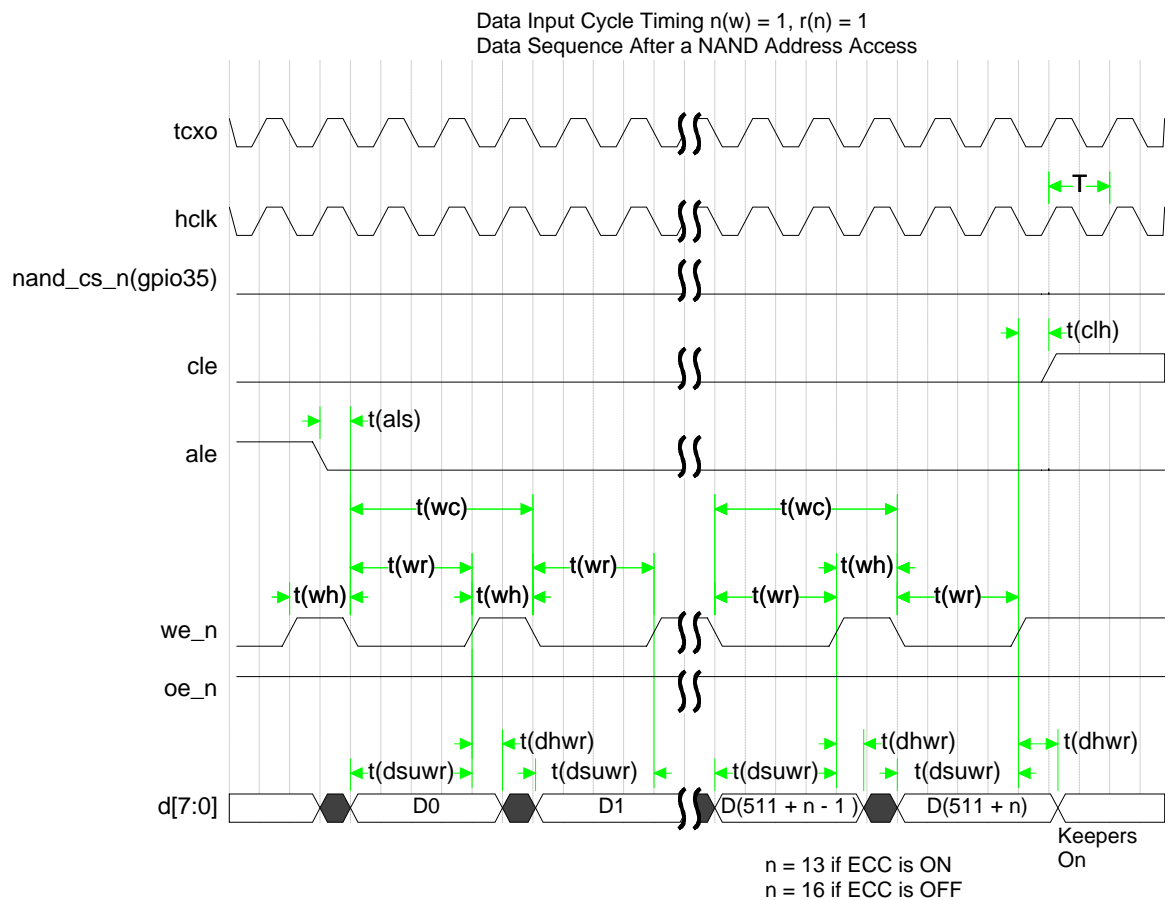 Data Input Cycle Timing n(w) = 1, r(n) = 1
Data Sequence After a NAND Address Access
tcxo
T
hclk
nand_cs_n(gpio35)
t(clh)
cle
t(als)
ale
t(wc) t(wc)
t(wr) t(wr) t(wh)
t(wh) t(wh) t(wr) t(wr)
we_n
oe_n
t(dhwr) t(dhwr) t(dhwr)
t(dsuwr) t(dsuwr) t(dsuwr) t(dsuwr)
d[7:0] D0 D1 D(511 + n - 1 ) D(511 + n)
Keepers
On
n = 13 if ECC is ON
n = 16 if ECC is OFF